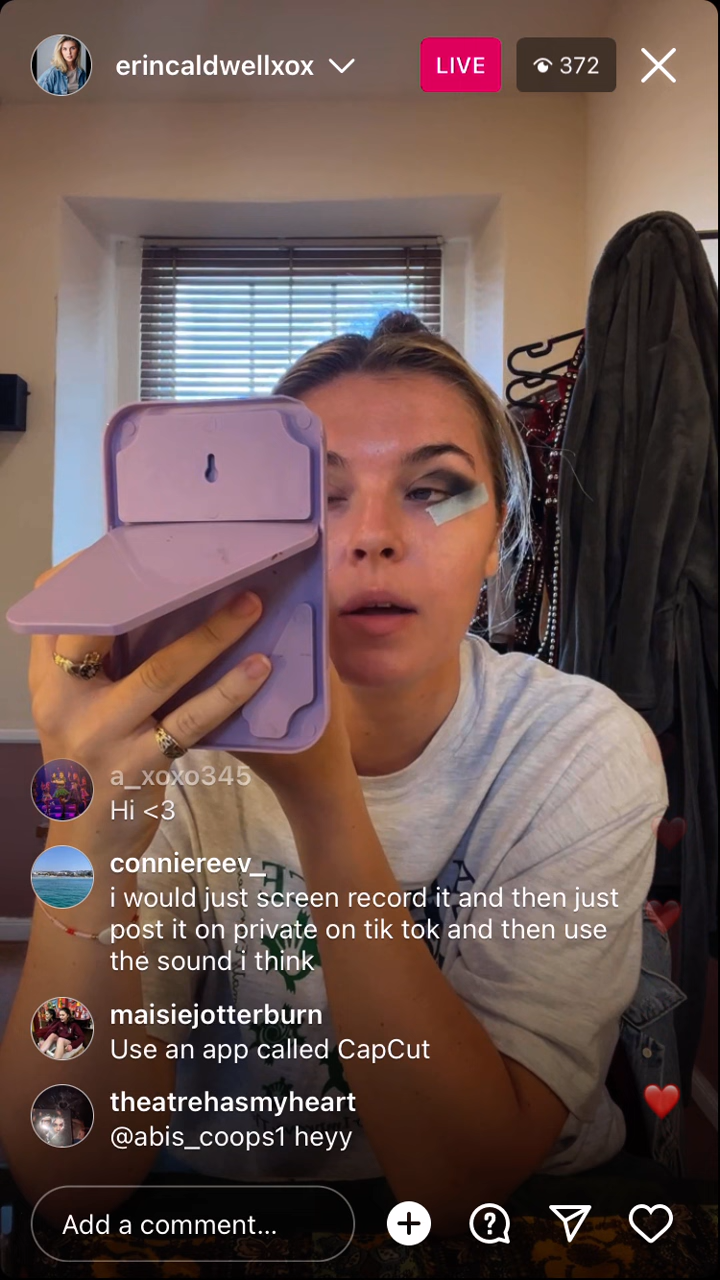 erincaldwellxox
LIVE
372
a_xoxo345
Hi <3
conniereev_
i would just screen record it and then just
post it on private on tik tok and then use
the sound i think
maisiejotterburn
Use an app called CapCut
theatrehasmyheart
@abis_coops1 heyy
Add a comment...